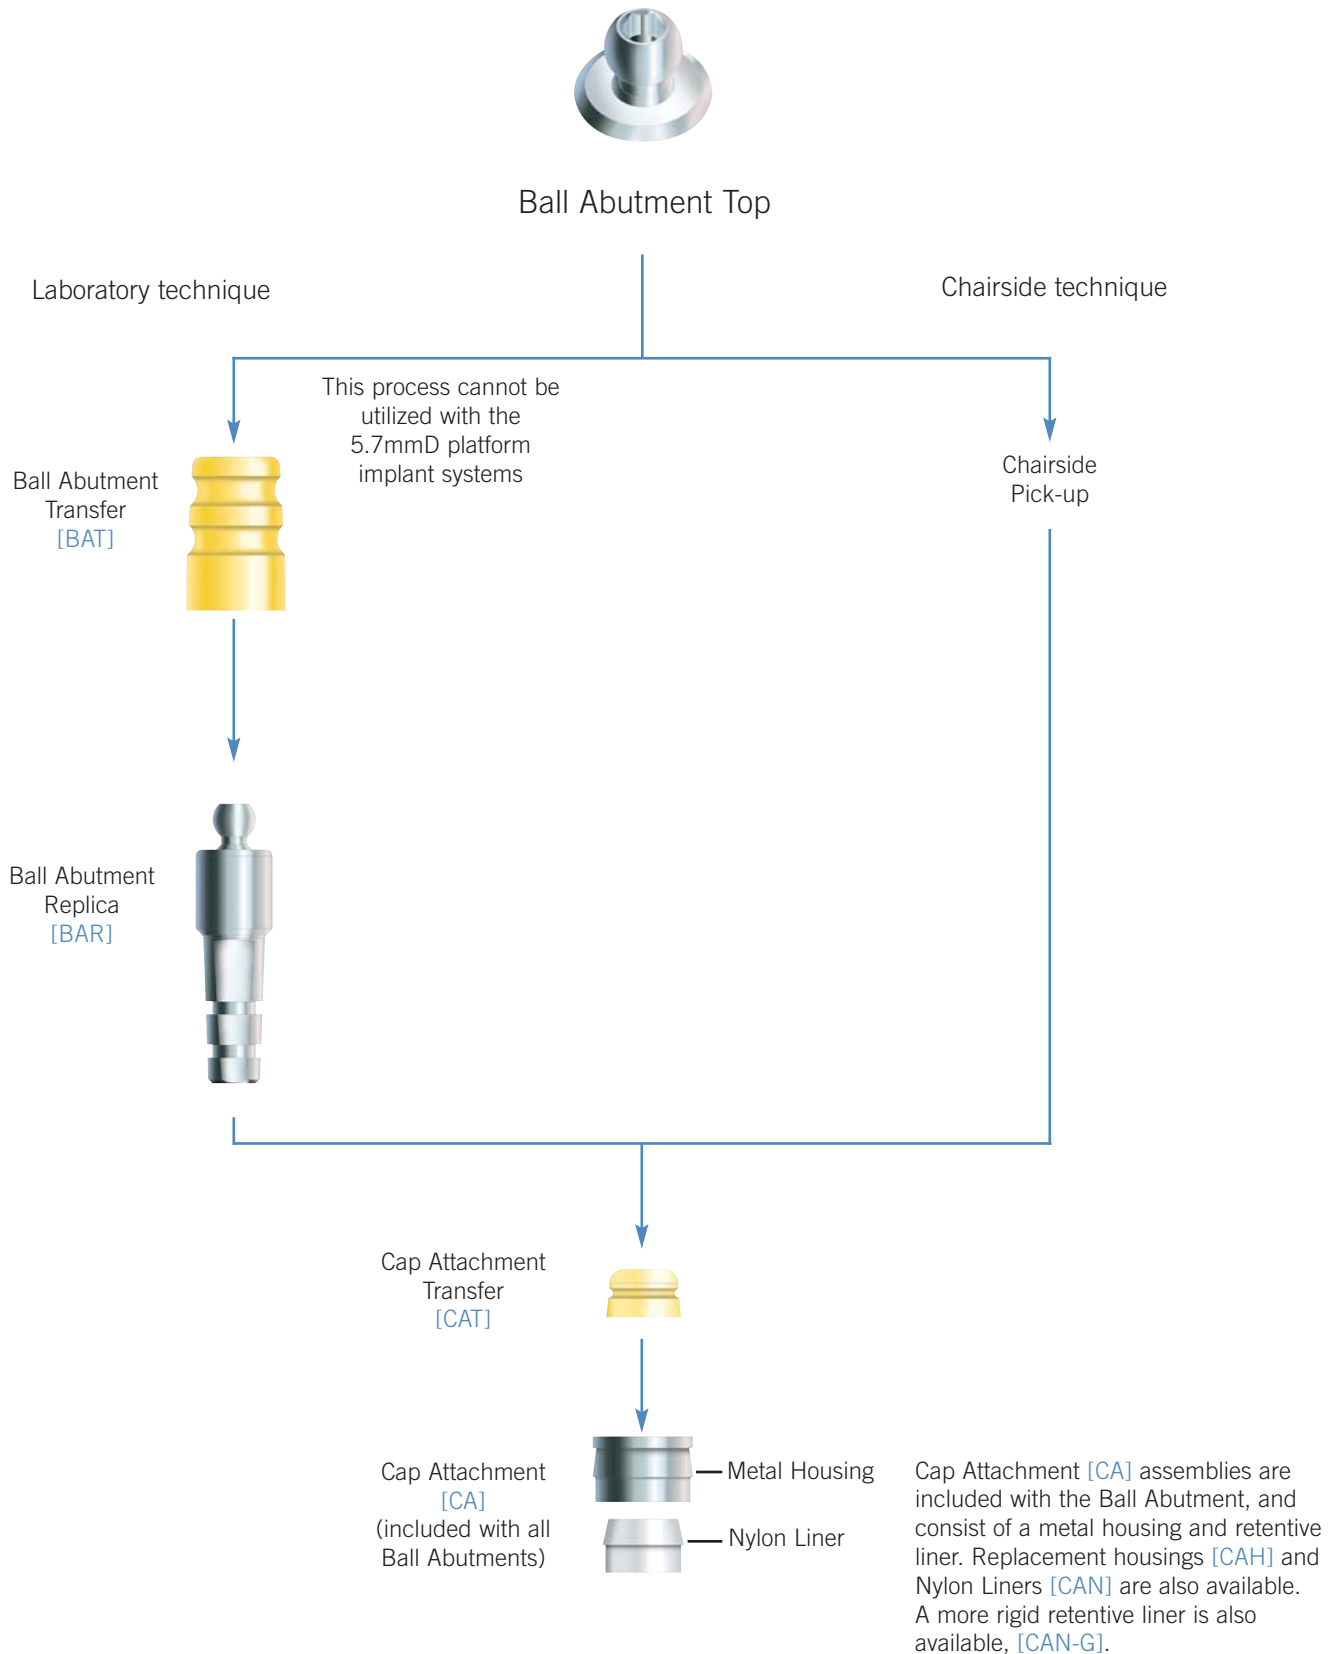 Ball Abutment Top
Laboratory technique
Chairside technique
This process cannot be
utilized with the
5.7mmD platform
implant systems
Ball Abutment
Transfer
[BAT]
Chairside
Pick-up
Ball Abutment
Replica
[BAR]
Cap Attachment
Transfer
[CAT]
Cap Attachment
[CA]
(included with all
Ball Abutments)
Metal Housing
Nylon Liner
Cap Attachment [CA] assemblies are
included with the Ball Abutment, and
consist of a metal housing and retentive
liner. Replacement housings [CAH] and
Nylon Liners [CAN] are also available.
A more rigid retentive liner is also
available, [CAN-G].